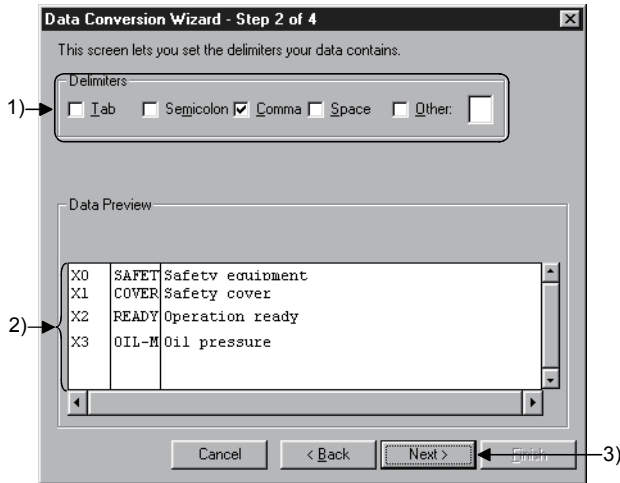 Data Conversion Wizard - Step 2 of 4
This screen lets you set the delimiters your data contains.
Delimiters
1) Tab Semicolon Comma Space Other:
Data Preview
X0 SAFET Safety equipment
X1 COVER Safety cover
2) X2 READY Operation ready
X3 OIL-M Oil pressure
Cancel < Back Next > Finish 3)